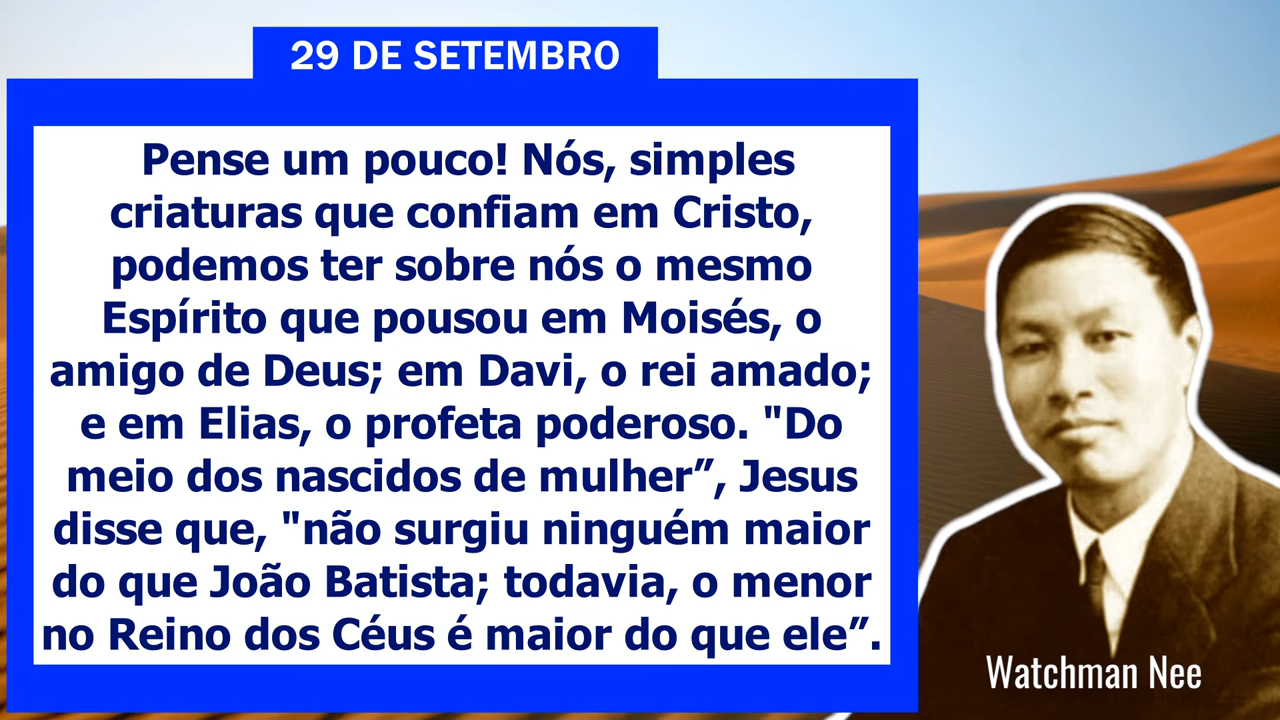 29 DE SETEMBRO
Pense um pouco! Nós, simples
criaturas que confiam em Cristo,
podemos ter sobre nós o mesmo
Espírito que pousou em Moisés, o
amigo de Deus; em Davi, o rei amado;
e em Elias, o profeta poderoso. "Do
meio dos nascidos de mulher”, Jesus
disse que, "não surgiu ninguém maior
do que João Batista; todavia, o menor
no Reino dos Céus é maior do que ele”.
Watchman Nee